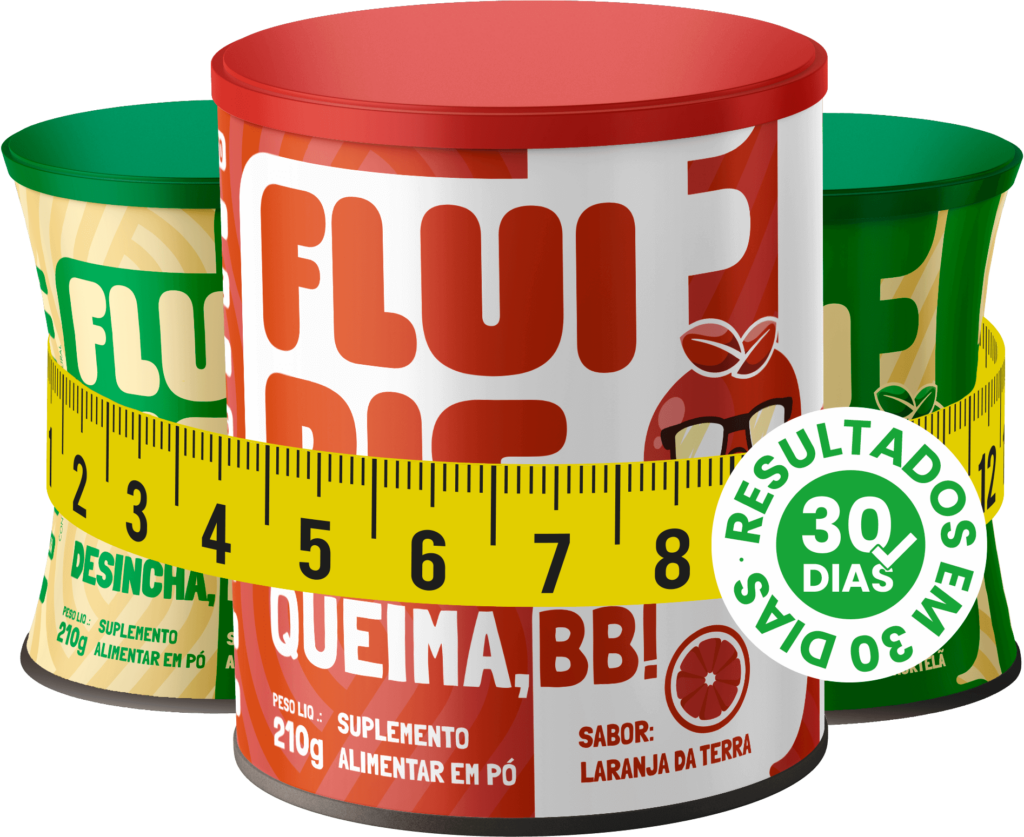 FLUI
QUEIMA, BB!
PESO LIQ.:
210g
SUPLEMENTO
ALIMENTAR EM PÓ
SABOR:
LARANJA DA TERRA
FLU
DESINCHA,
PESO LIQ.:
210g
SUPLEMENTO
ALIMENTAR EM PÓ
1 2 3 4 5 6 7 8 12
RESULTADOS EM 30 DIAS
30
DIAS